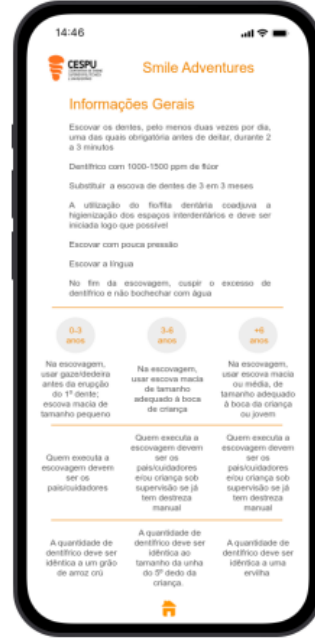 14:46
CESPU
Smile Adventures
Informações Gerais
Escovar os dentes, pelo menos duas vezes por dia,
uma das quais obrigatória antes de deitar, durante 2
a 3 minutos
Dentífrico com 1000-1500 ppm de flúor
Substituir a escova de dentes de 3 em 3 meses
A utilização do fio/fita dentária coadjuva a
higienização dos espaços interdentários e deve ser
iniciada logo que possível
Escovar com pouca pressão
Escovar a língua
No fim da escovagem, cuspir o excesso de
dentífrico e não bochechar com água
0-3
anos
3-6
anos
+6
anos
Na escovagem,
usar gaze/dedeira
antes da erupção
do 1º dente;
escova macia de
tamanho pequeno
Na escovagem,
usar escova macia
de tamanho
adequado à boca
de criança
Na escovagem,
usar escova macia
ou média, de
tamanho adequado
à boca da criança
ou jovem
Quem executa a
escovagem devem
ser os
pais/cuidadores
Quem executa a
escovagem devem
ser os
pais/cuidadores
e/ou criança sob
supervisão se já
tem destreza
manual
Quem executa a
escovagem devem
ser os
pais/cuidadores
e/ou criança sob
supervisão se já
tem destreza
manual
A quantidade de
dentífrico deve ser
idêntica a um grão
de arroz crú
A quantidade de
dentífrico deve ser
idêntica ao
tamanho da unha
do 5º dedo da
criança.
A quantidade de
dentífrico deve ser
idêntica a uma
ervilha